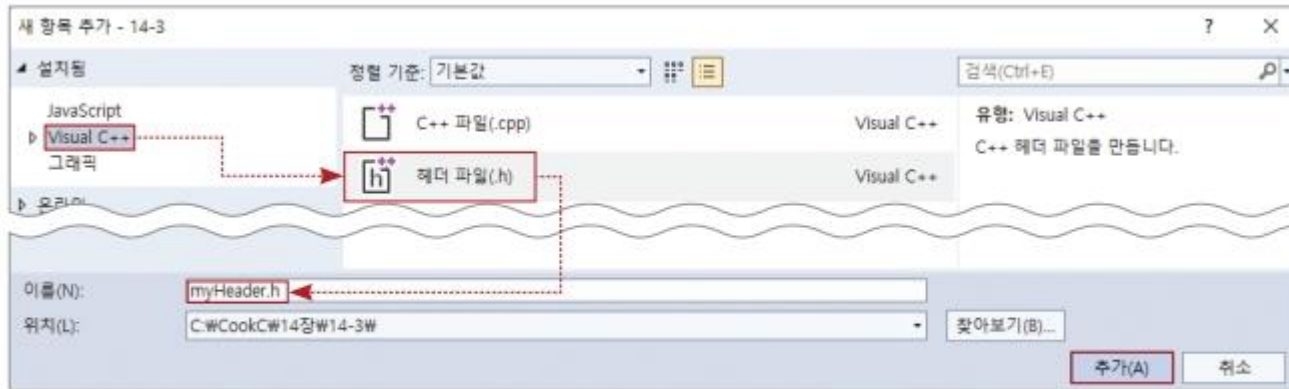 새 항목 추가 - 14-3
? ×
설치됨
정렬 기준: 기본값
검색(Ctrl+E)
JavaScript
Visual C++
그래픽
온라인
C++ 파일(.cpp) Visual C++
헤더 파일(.h) Visual C++
유형: Visual C++
C++ 헤더 파일을 만듭니다.
이름(N): myHeader.h
위치(L): C:₩CookC₩14장₩14-3₩
찾아보기(B)...
추가(A) 취소